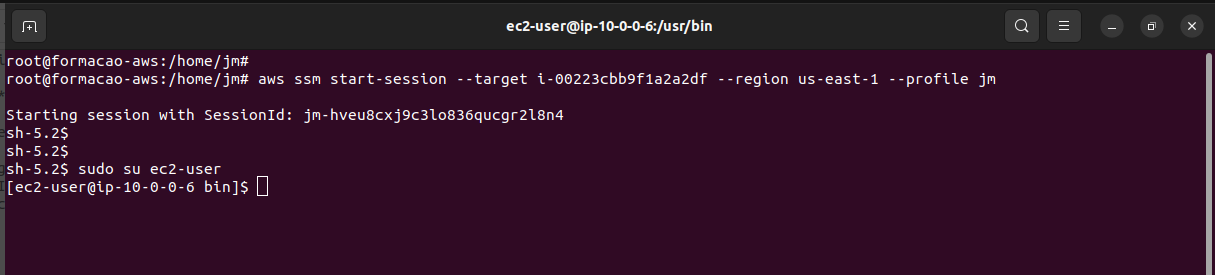 ec2-user@ip-10-0-0-6:/usr/bin
root@formacao-aws:/home/jm#
root@formacao-aws:/home/jm# aws ssm start-session --target i-00223cbb9f1a2a2df --region us-east-1 --profile jm
Starting session with SessionId: jm-hveu8cxj9c3lo836qucgr2l8n4
sh-5.2$
sh-5.2$
sh-5.2$ sudo su ec2-user
[ec2-user@ip-10-0-0-6 bin]$